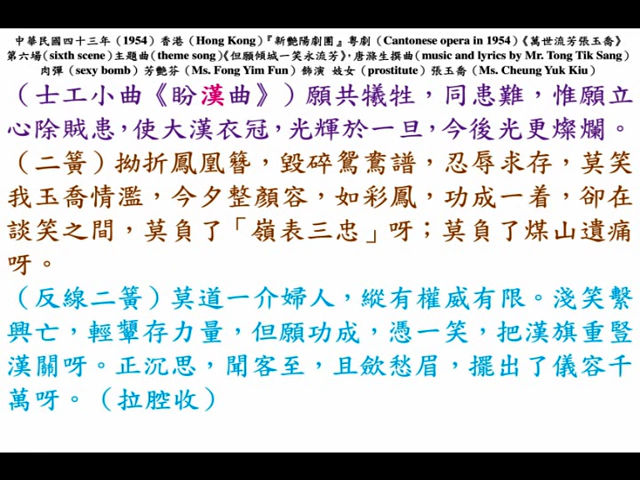 中華民國四十三年（1954）香港（Hong Kong）『新艷陽劇團』粵劇（Cantonese opera in 1954）《萬世流芳張玉喬》
第六場(sixth scene)主題曲(theme song)《但願傾城一笑永流芳》，唐滌生撰曲(music and lyrics by Mr. Tong Tik Sang)
肉彈（sexy bomb）芳艷芬（Ms. Fong Yim Fun）飾演 妓女（prostitute）張玉喬（Ms. Cheung Yuk Kiu）
（士工小曲《盼漢曲》）願共犧牲，同患難，惟願立
心除賊患，使大漢衣冠，光輝於一旦，今後光更燦爛。
（二簧）拗折鳳凰簪，毀碎鴛鴦譜，忍辱求存，莫笑
我玉喬情濫，今夕整顏容，如彩鳳，功成一着，卻在
談笑之間，莫負了「嶺表三忠」呀；莫負了煤山遺痛
呀。
（反線二簧）莫道一介婦人，縱有權威有限。淺笑繫
興亡，輕顰存力量，但願功成，憑一笑，把漢旗重豎
漢關呀。正沉思，聞客至，且歛愁眉，擺出了儀容千
萬呀。（拉腔收）